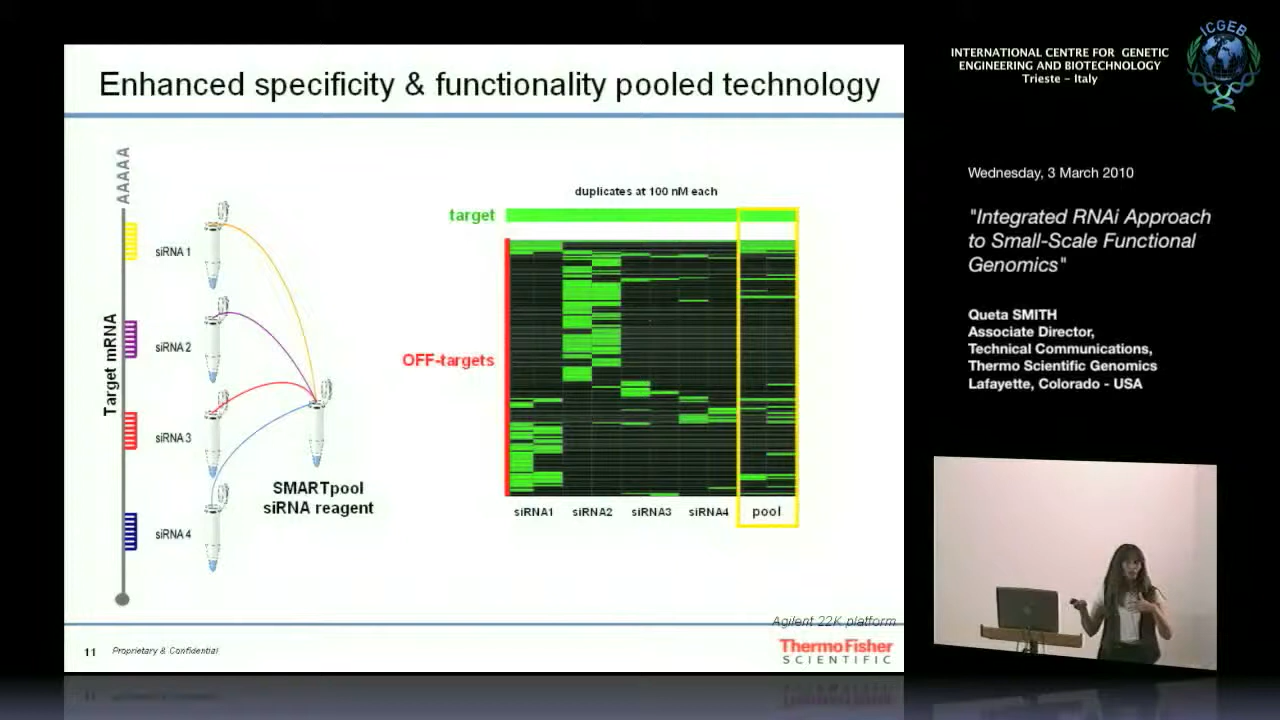 Enhanced specificity & functionality pooled technology
AAAAA
Target mRNA
siRNA 1
siRNA 2
siRNA 3
siRNA 4
SMARTpool
siRNA reagent
duplicates at 100 nM each
target
OFF-targets
siRNA1 siRNA2 siRNA3 siRNA4 pool
Agilent 22K platform
11 Proprietary & Confidential
ThermoFisher
SCIENTIFIC
INTERNATIONAL CENTRE FOR GENETIC
ENGINEERING AND BIOTECHNOLOGY
Trieste – Italy
ICGEB
Wednesday, 3 March 2010
"Integrated RNAi Approach
to Small-Scale Functional
Genomics"
Queta SMITH
Associate Director,
Technical Communications,
Thermo Scientific Genomics
Lafayette, Colorado - USA